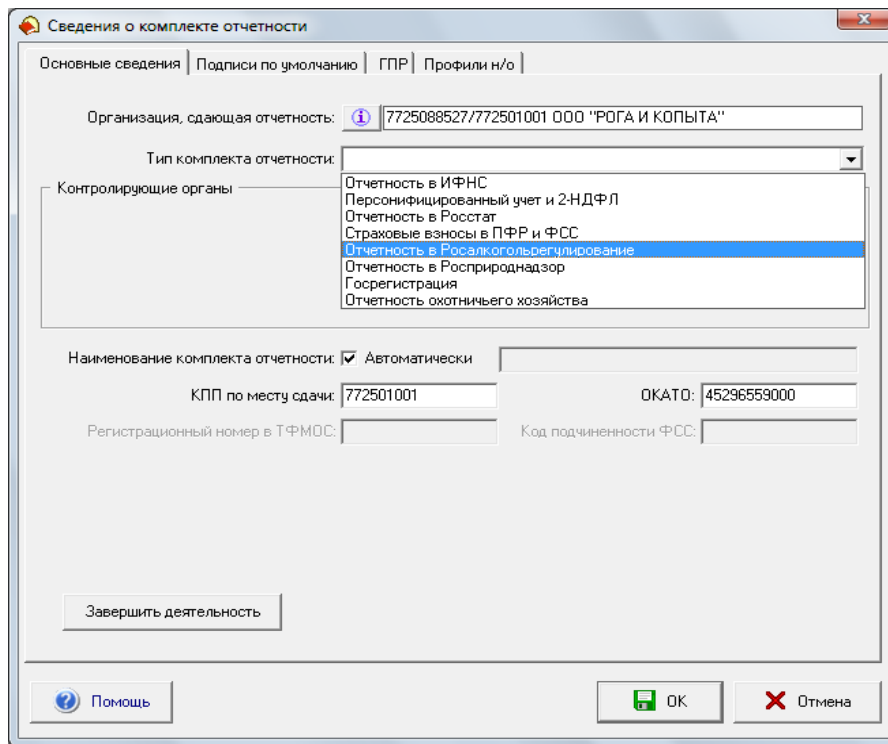 Сведения о комплекте отчетности
Основные сведения Подписи по умолчанию ГПР Профили н/о
Организация, сдающая отчетность: 7725088527/772501001 ООО "РОГА И КОПЫТА"
Тип комплекта отчетности:
Контролирующие органы
Отчетность в ИФНС
Персонифицированный учет и 2-НДФЛ
Отчетность в Росстат
Страховые взносы в ПФР и ФСС
Отчетность в Росалкогольрегулирование
Отчетность в Росприроднадзор
Госрегистрация
Отчетность охотничьего хозяйства
Наименование комплекта отчетности: Автоматически
КПП по месту сдачи: 772501001 ОКАТО: 45296559000
Регистрационный номер в ТФМОС: Код подчиненности ФСС:
Завершить деятельность
Помощь OK Отмена